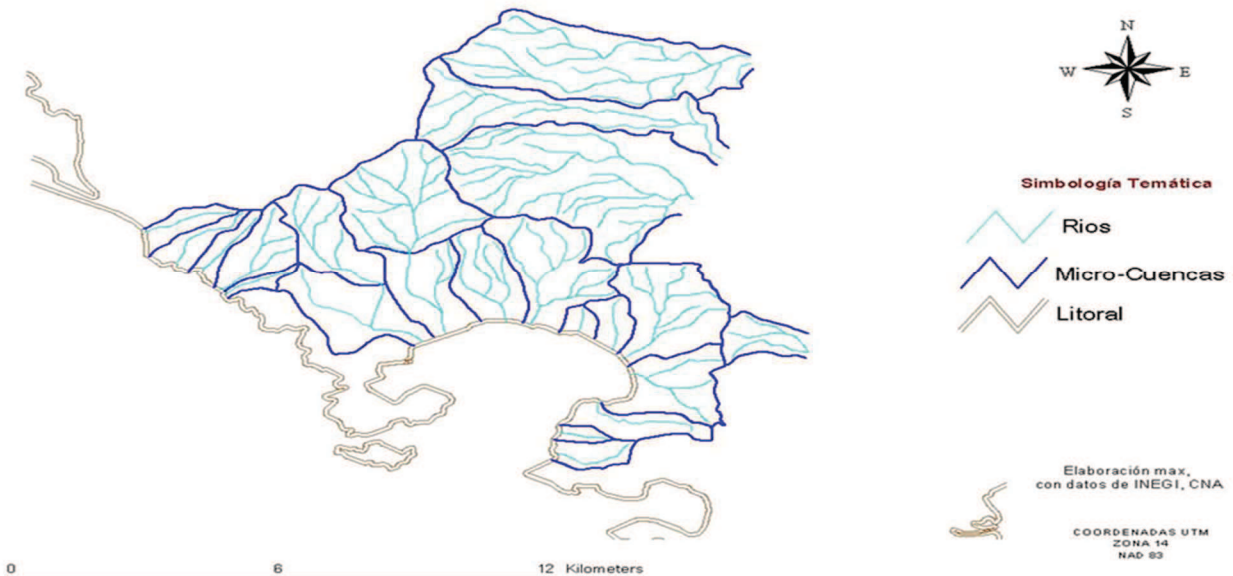 N
W E
S
Simbología Temática
Rios
Micro-Cuencas
Litoral
Elaboración max,
con datos de INEGI, CNA
COORDENADAS UTM
ZONA 14
NAD 83
0 6 12 Kilometers